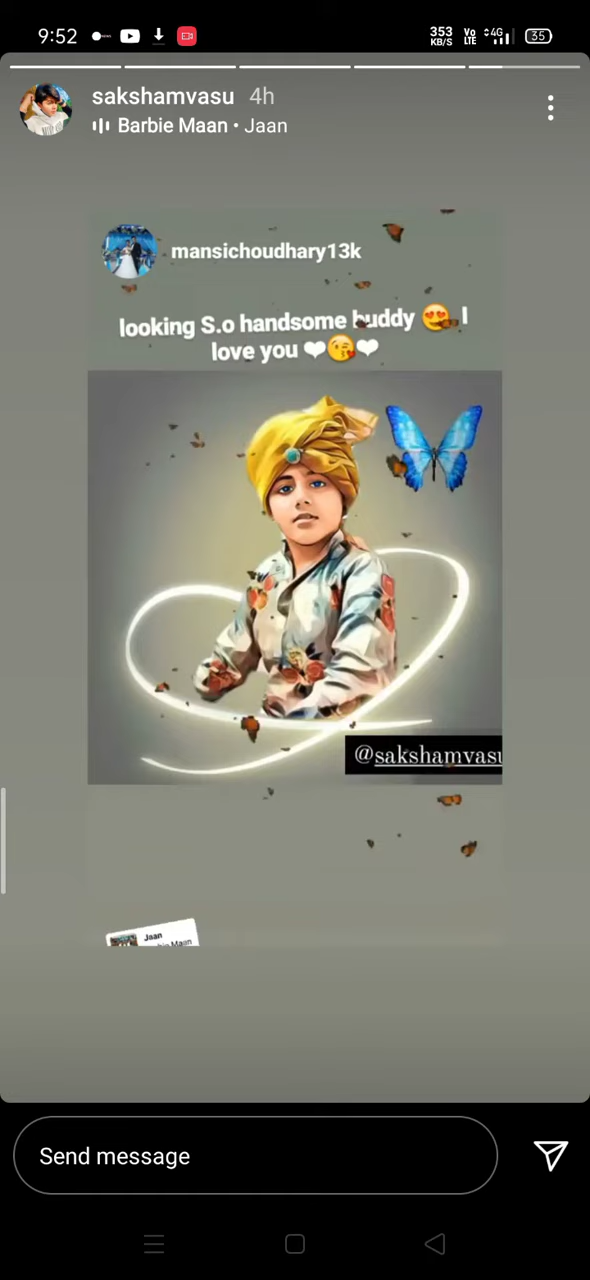 9:52
353
KB/S
Vo
LTE
4G
35
sakshamvasu 4h
Barbie Maan • Jaan
mansichoudhary13k
looking S.o handsome buddy 😍 I
love you ❤😘❤
@sakshamvasu
Jaan
Maan
Send message